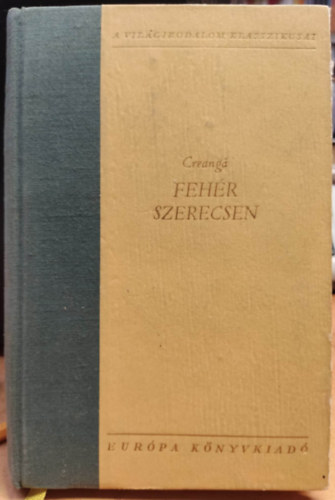 A VILÁGIRODALOM KLASSZIKUSAI
Creangă
FEHÉR
SZERECSEN
EURÓPA KÖNYVKIADÓ